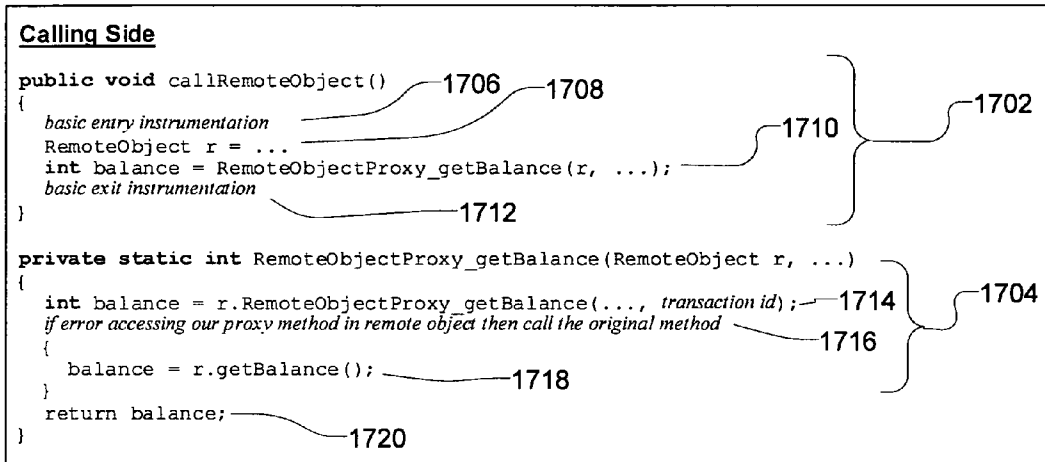 Calling Side
public void callRemoteObject() 1706 1708
{
basic entry instrumentation
RemoteObject r = ... 1710 1702
int balance = RemoteObjectProxy_getBalance(r, ...);
basic exit instrumentation
} 1712
private static int RemoteObjectProxy_getBalance(RemoteObject r, ...)
{
int balance = r.RemoteObjectProxy_getBalance(..., transaction id); 1714 1704
if error accessing our proxy method in remote object then call the original method 1716
{
balance = r.getBalance(); 1718
}
return balance;
} 1720